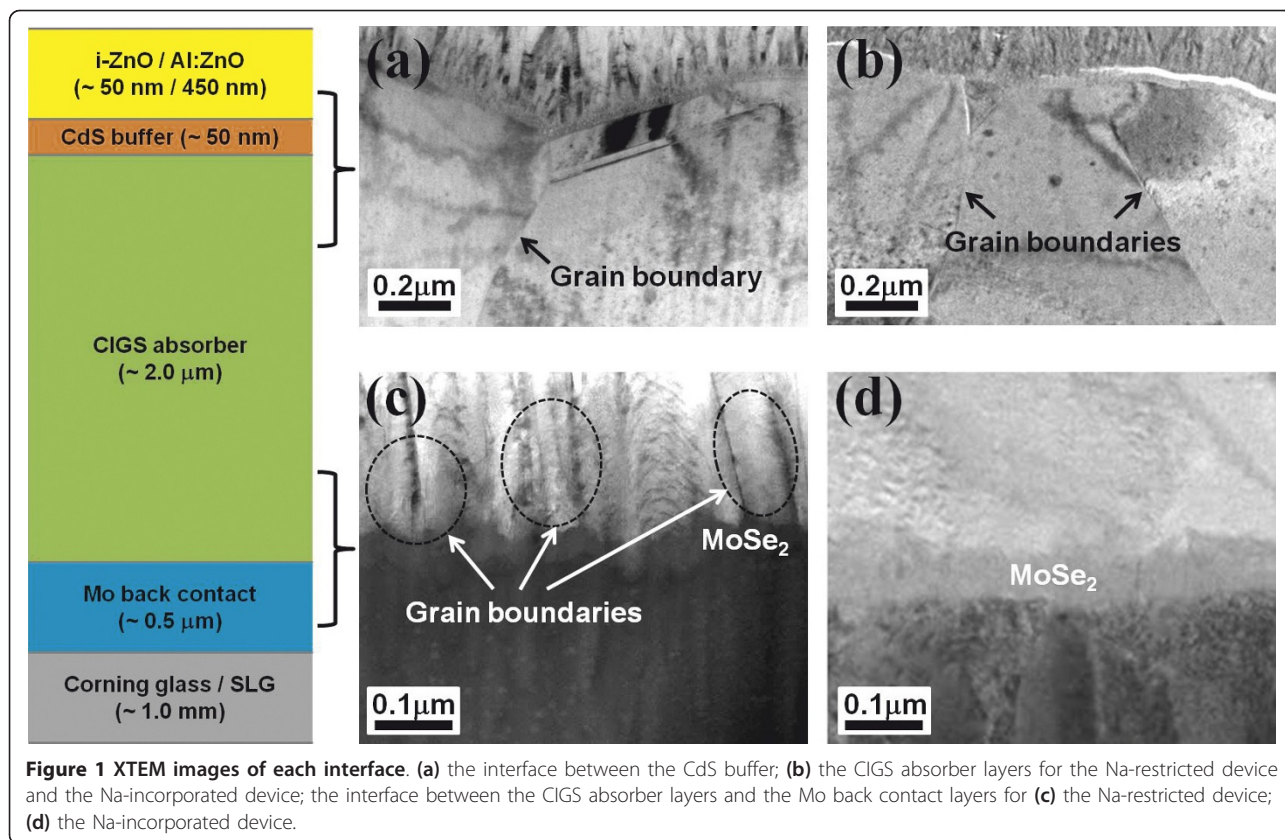 i-ZnO / Al:ZnO
(~ 50 nm / 450 nm)
CdS buffer (~ 50 nm)
CIGS absorber
(~ 2.0 μm)
Mo back contact
(~ 0.5 μm)
Corning glass / SLG
(~ 1.0 mm)
(a)
Grain boundary
0.2μm
(b)
Grain boundaries
0.2μm
(c)
MoSe₂
Grain boundaries
0.1μm
(d)
MoSe₂
0.1μm
Figure 1 XTEM images of each interface. (a) the interface between the CdS buffer; (b) the CIGS absorber layers for the Na-restricted device
and the Na-incorporated device; the interface between the CIGS absorber layers and the Mo back contact layers for (c) the Na-restricted device;
(d) the Na-incorporated device.